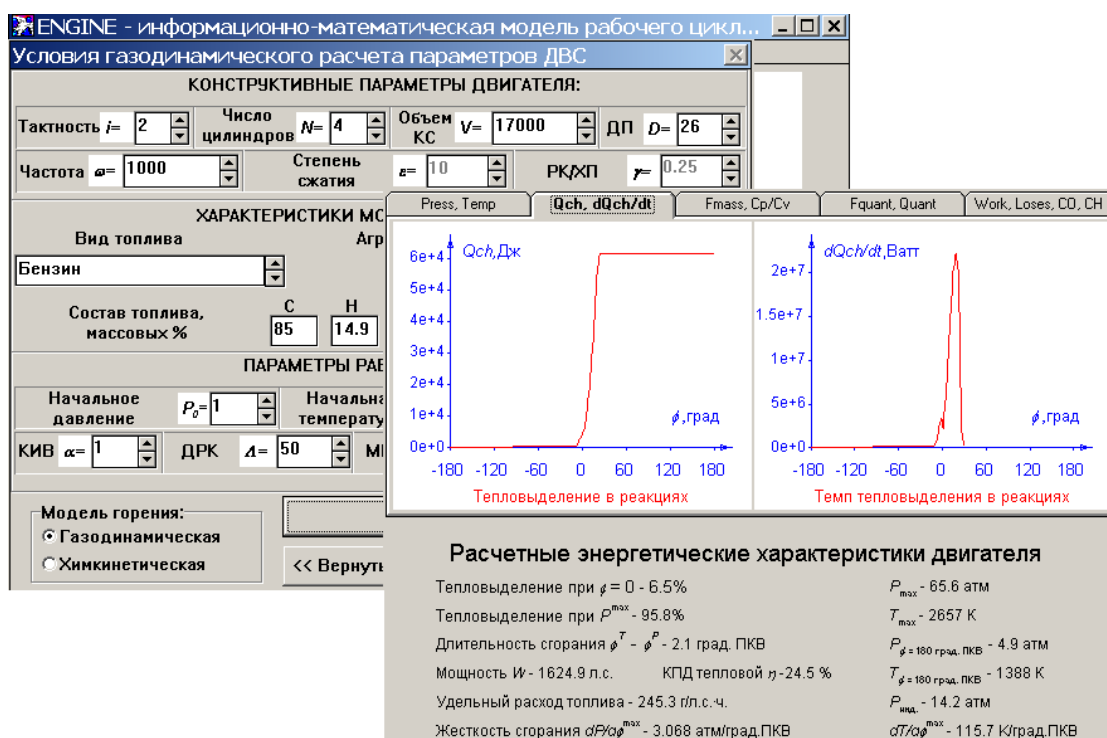 ENGINE - информационно-математическая модель рабочего цикл...
Условия газодинамического расчета параметров ДВС
КОНСТРУКТИВНЫЕ ПАРАМЕТРЫ ДВИГАТЕЛЯ:
Тактность i= 2 Число цилиндров N= 4 Объем КС V= 17000 ДП D= 26
Частота ω= 1000 Степень сжатия ε= 10 РК/ХП r= 0.25
ХАРАКТЕРИСТИКИ МО
Вид топлива Агр
Бензин
Состав топлива, массовых % C 85 H 14.9
ПАРАМЕТРЫ РАБ
Начальное давление P₀= 1 Начальна температу
КИВ α= 1 ДРК Δ= 50 М
Модель горения:
Газодинамическая
Химкинетическая
<< Вернуть
Press, Temp Qch, dQch/dt Fmass, Cp/Cv Fquant, Quant Work, Loses, CO, CH
Qch, Дж
6e+4
5e+4
4e+4
3e+4
2e+4
1e+4
0e+0
ϕ, град
-180 -120 -60 0 60 120 180
Тепловыделение в реакциях
dQch/dt, Ватт
2e+7
1.5e+7
1e+7
5e+6
0e+0
ϕ, град
-180 -120 -60 0 60 120 180
Темп тепловыделения в реакциях
Расчетные энергетические характеристики двигателя
Тепловыделение при ϕ = 0 - 6.5% Pmax - 65.6 атм
Тепловыделение при Pmax - 95.8% Tmax - 2657 К
Длительность сгорания ϕT - ϕP - 2.1 град. ПКВ Pϕ = 180 град. ПКВ - 4.9 атм
Мощность W - 1624.9 л.с. КПД тепловой η - 24.5 % Tϕ = 180 град. ПКВ - 1388 К
Удельный расход топлива - 245.3 г/л.с.ч. Pинд. - 14.2 атм
Жесткость сгорания dP/dϕmax - 3.068 атм/град.ПКВ dT/dϕmax - 115.7 К/град.ПКВ